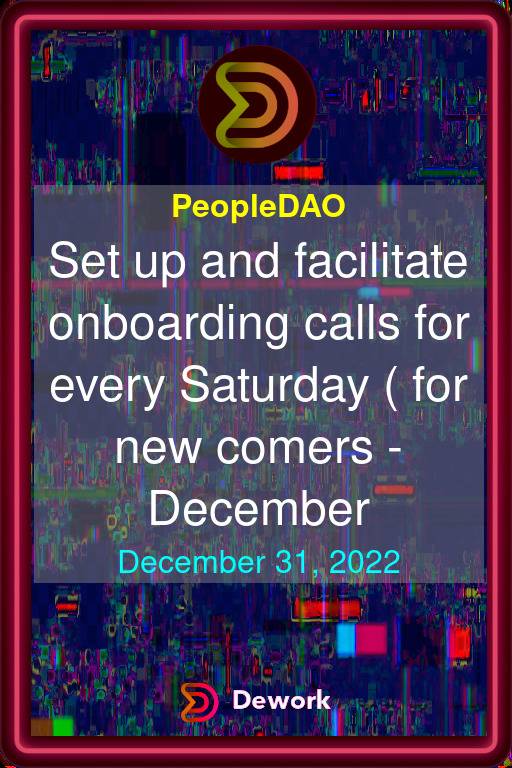 PeopleDAO
Set up and facilitate
onboarding calls for
every Saturday ( for
new comers -
December
December 31, 2022
Dework